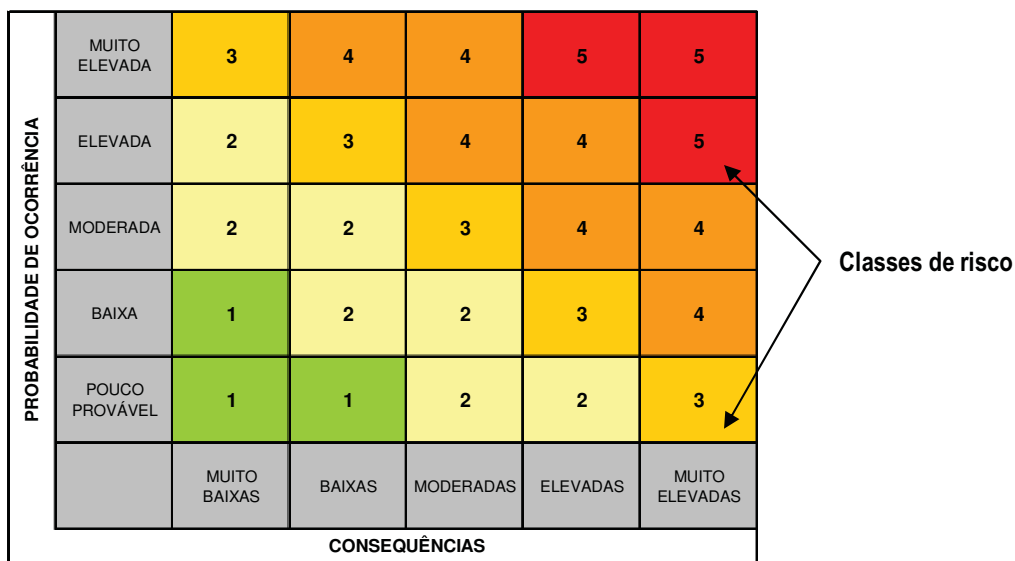 PROBABILIDADE DE OCORRÊNCIA
MUITO
ELEVADA
3
4
4
5
5
ELEVADA
2
3
4
4
5
MODERADA
2
2
3
4
4
BAIXA
1
2
2
3
4
POUCO
PROVÁVEL
1
1
2
2
3
MUITO
BAIXAS
BAIXAS
MODERADAS
ELEVADAS
MUITO
ELEVADAS
CONSEQUÊNCIAS
Classes de risco